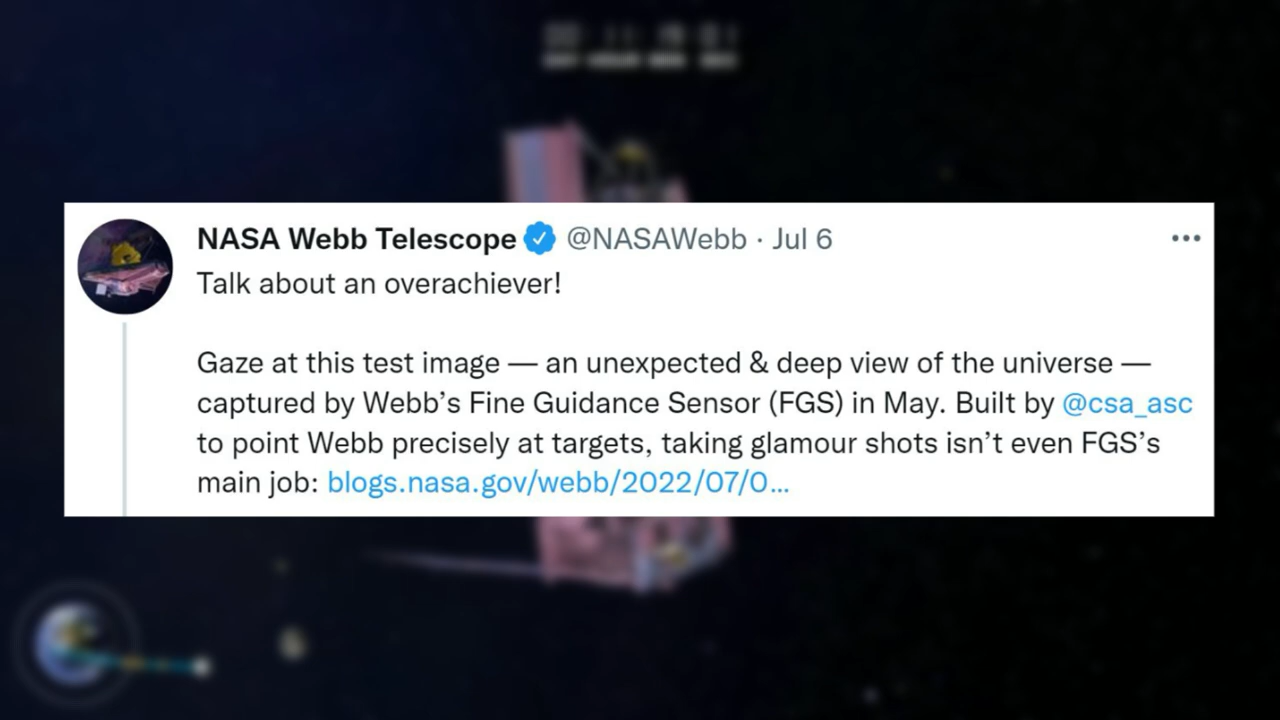 NASA Webb Telescope @NASAWebb · Jul 6
Talk about an overachiever!
Gaze at this test image — an unexpected & deep view of the universe —
captured by Webb’s Fine Guidance Sensor (FGS) in May. Built by @csa_asc
to point Webb precisely at targets, taking glamour shots isn’t even FGS’s
main job: blogs.nasa.gov/webb/2022/07/0…